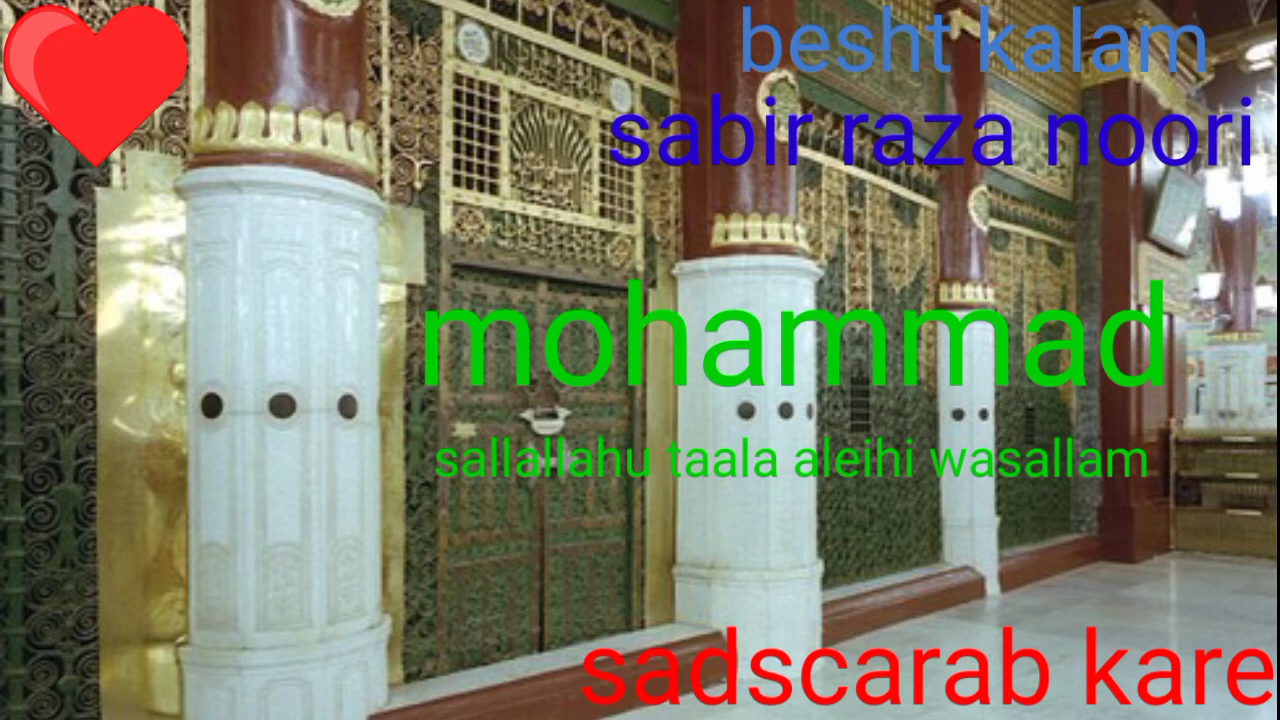 besht kalam
sabir raza noori
mohammad
sallallahu taala aleihi wasallam
sadscarab kare